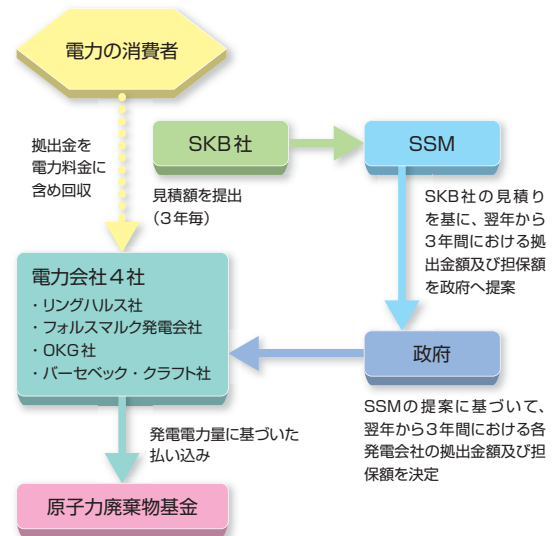 電力の消費者
拠出金を
電力料金に
含め回収
SKB社
見積額を提出
（3年毎）
SSM
SKB社の見積り
を基に、翌年から
3年間における拠
出金額及び担保額
を政府へ提案
電力会社4社
・リングハルス社
・フォルスマルク発電会社
・OKG社
・バーセベック・クラフト社
政府
SSMの提案に基づいて、
翌年から3年間における各
発電会社の拠出金額及び担
保額を決定
発電電力量に基づいた
払い込み
原子力廃棄物基金